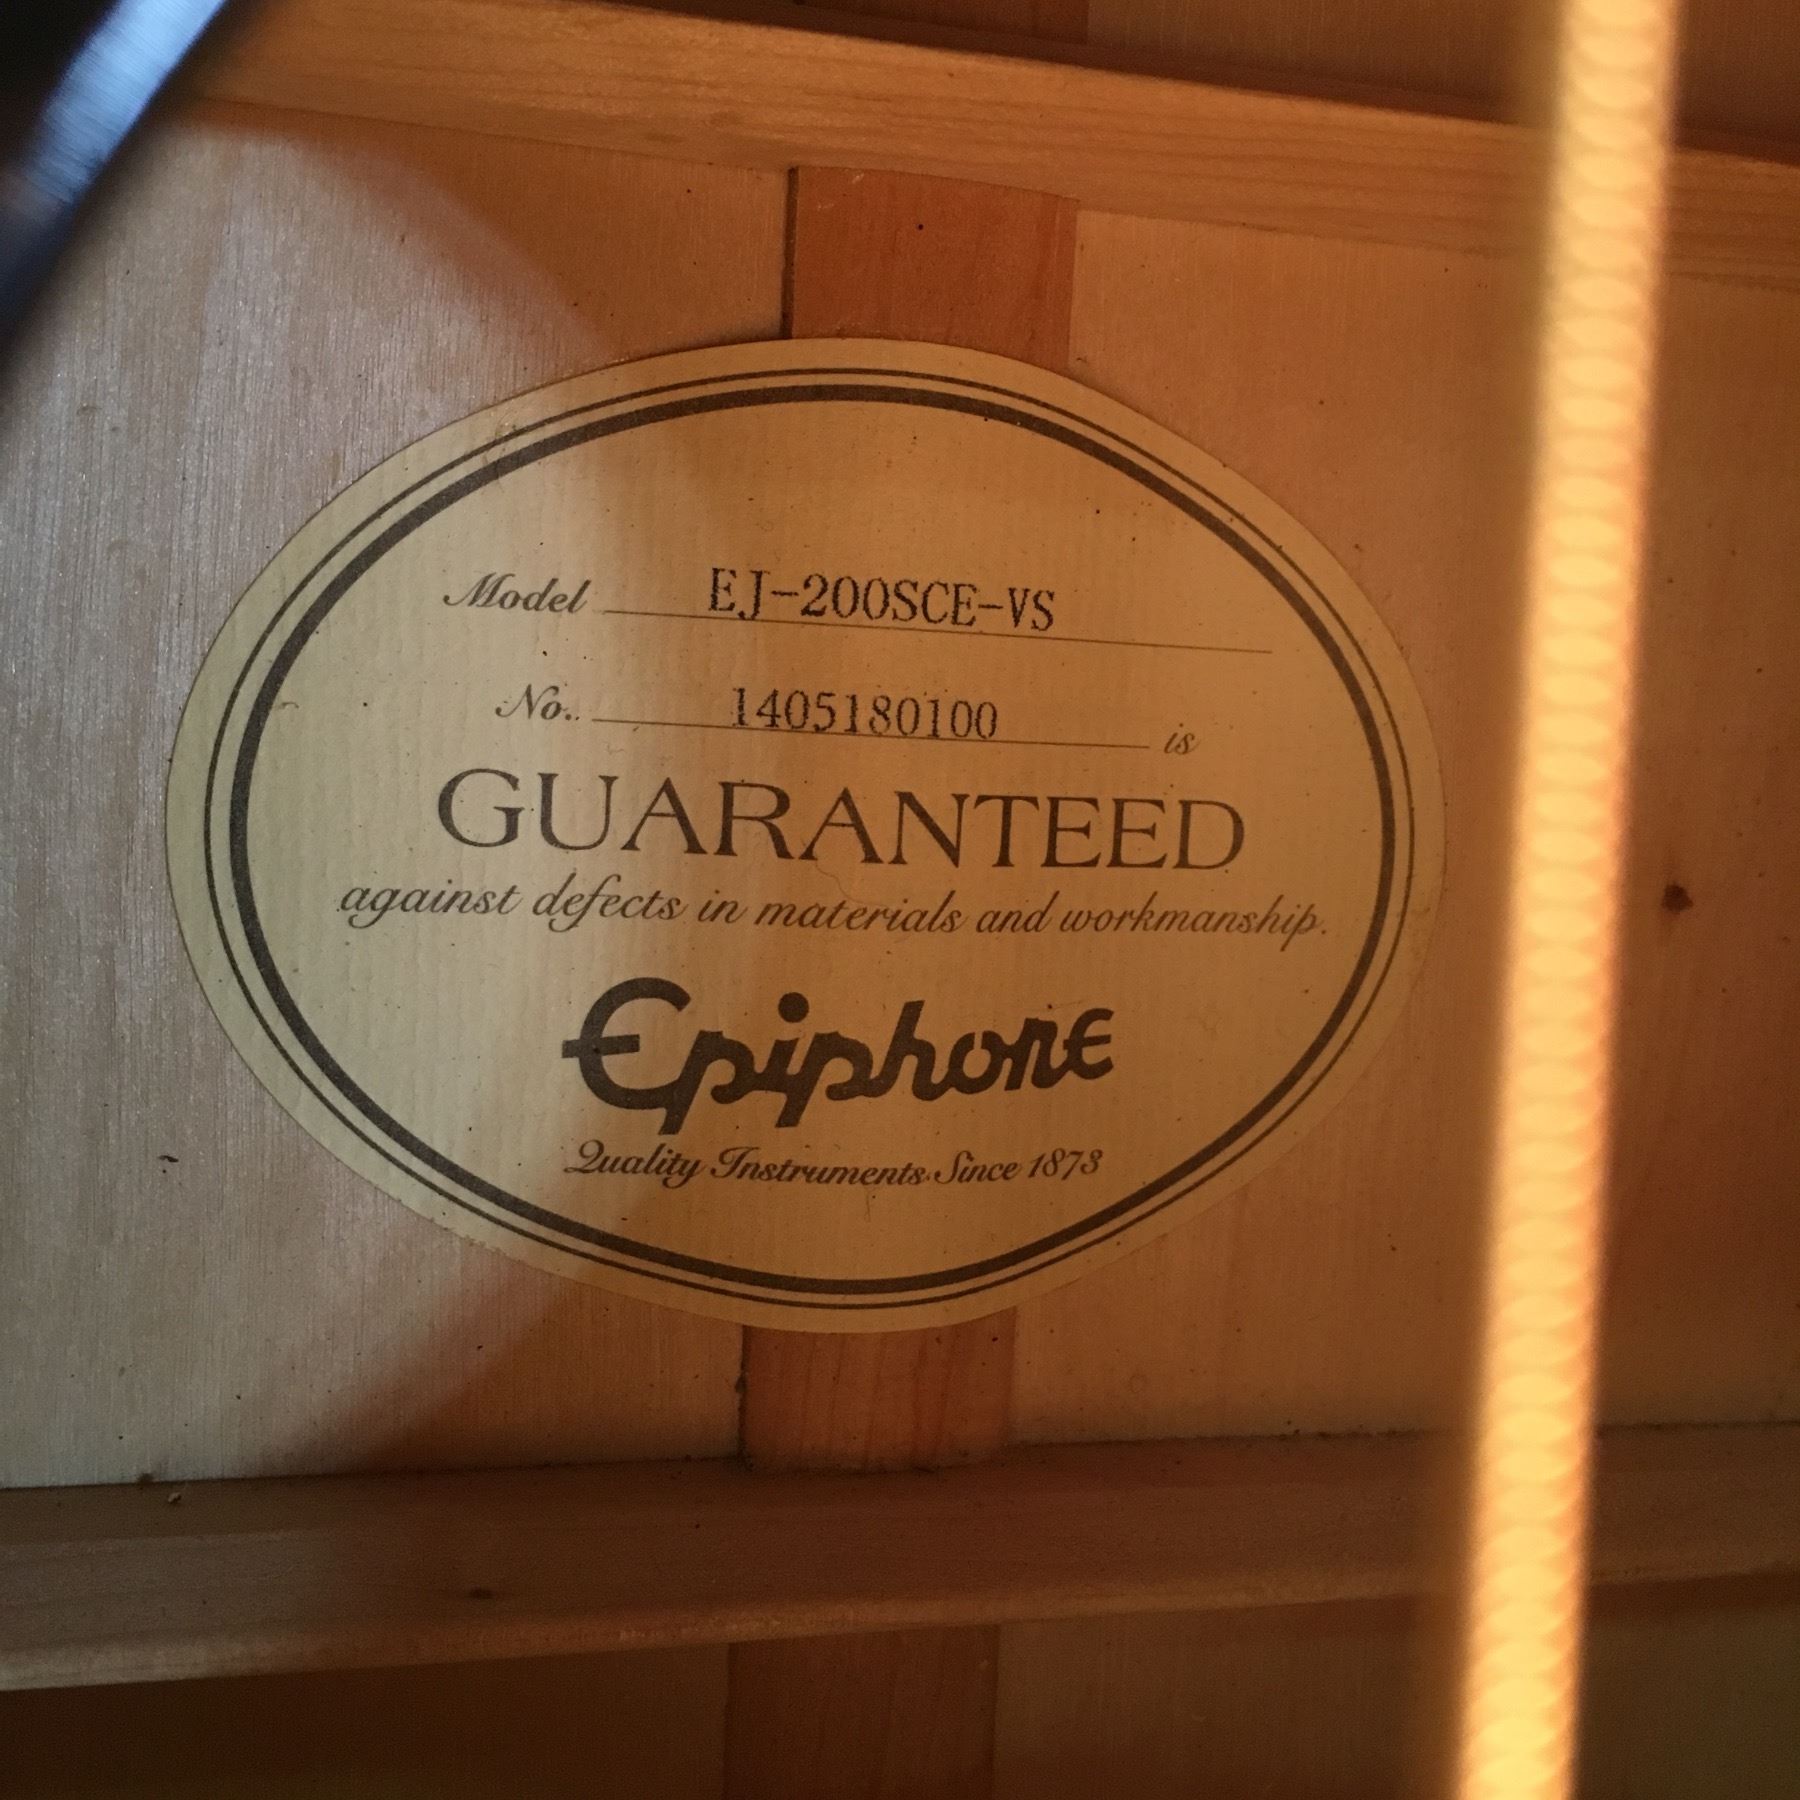 Model EJ-200SCE-VS
No.. 1405180100 is
GUARANTEED
against defects in materials and workmanship.
Epiphone
Quality Instruments Since 1873